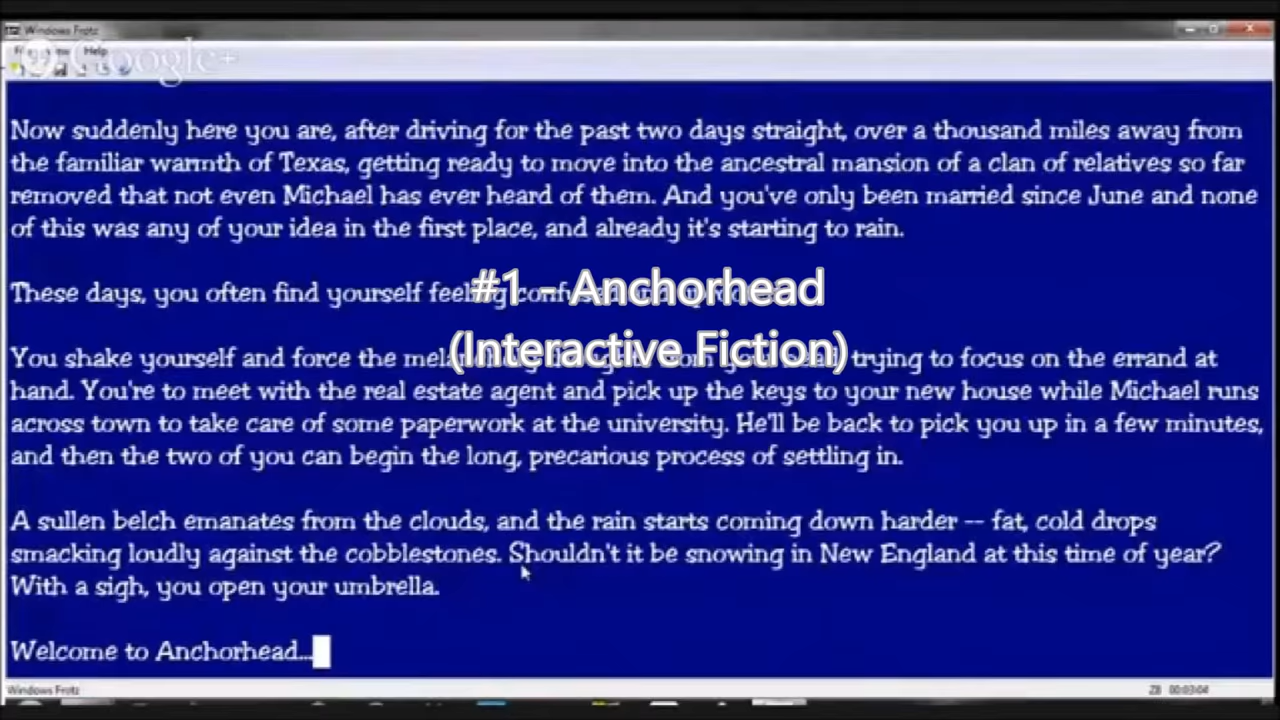 Windows Frotz
Help
Google+
Now suddenly here you are, after driving for the past two days straight, over a thousand miles away from
the familiar warmth of Texas, getting ready to move into the ancestral mansion of a clan of relatives so far
removed that not even Michael has ever heard of them. And you've only been married since June and none
of this was any of your idea in the first place, and already it's starting to rain.
#1 - Anchorhead
These days, you often find yourself feeling
(Interactive Fiction)
You shake yourself and force the trying to focus on the errand at
hand. You're to meet with the real estate agent and pick up the keys to your new house while Michael runs
across town to take care of some paperwork at the university. He'll be back to pick you up in a few minutes,
and then the two of you can begin the long, precarious process of settling in.
A sullen belch emanates from the clouds, and the rain starts coming down harder -- fat, cold drops
smacking loudly against the cobblestones. Shouldn't it be snowing in New England at this time of year?
With a sigh, you open your umbrella.
Welcome to Anchorhead...
Windows Frotz
Z8 00:03:04